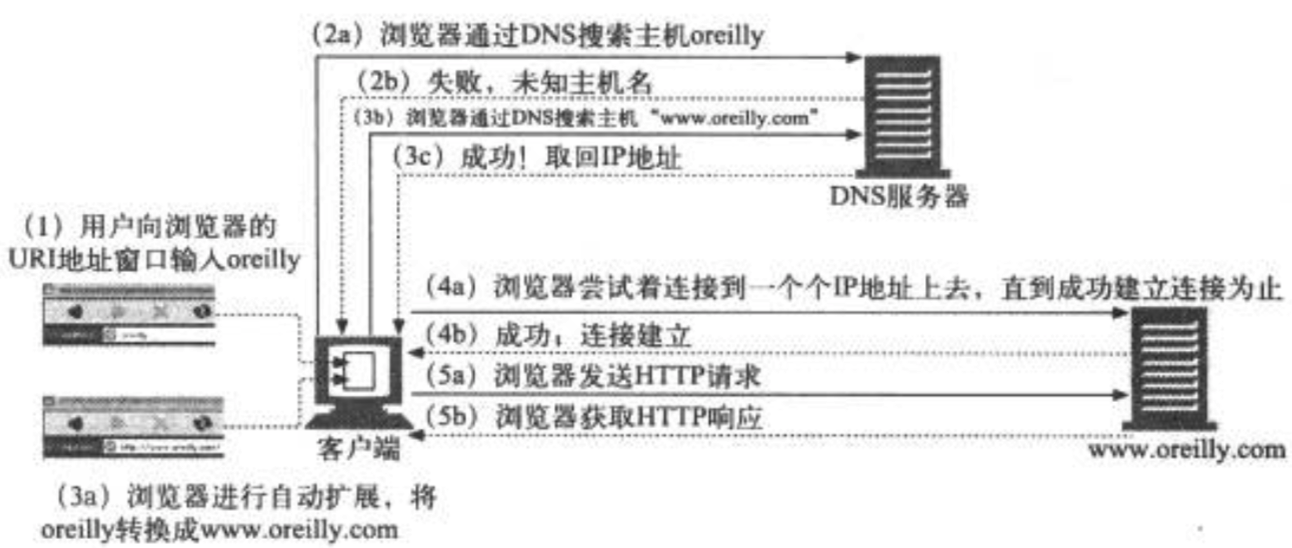 (2a) 浏览器通过DNS搜索主机oreilly
(2b) 失败，未知主机名
(3b) 浏览器通过DNS搜索主机“www.oreilly.com”
(3c) 成功！取回IP地址
DNS服务器
(1) 用户向浏览器的
URI地址窗口输入oreilly
(4a) 浏览器尝试着连接到一个个IP地址上去，直到成功建立连接为止
(4b) 成功；连接建立
(5a) 浏览器发送HTTP请求
(5b) 浏览器获取HTTP响应
客户端
www.oreilly.com
(3a) 浏览器进行自动扩展，将
oreilly转换成www.oreilly.com